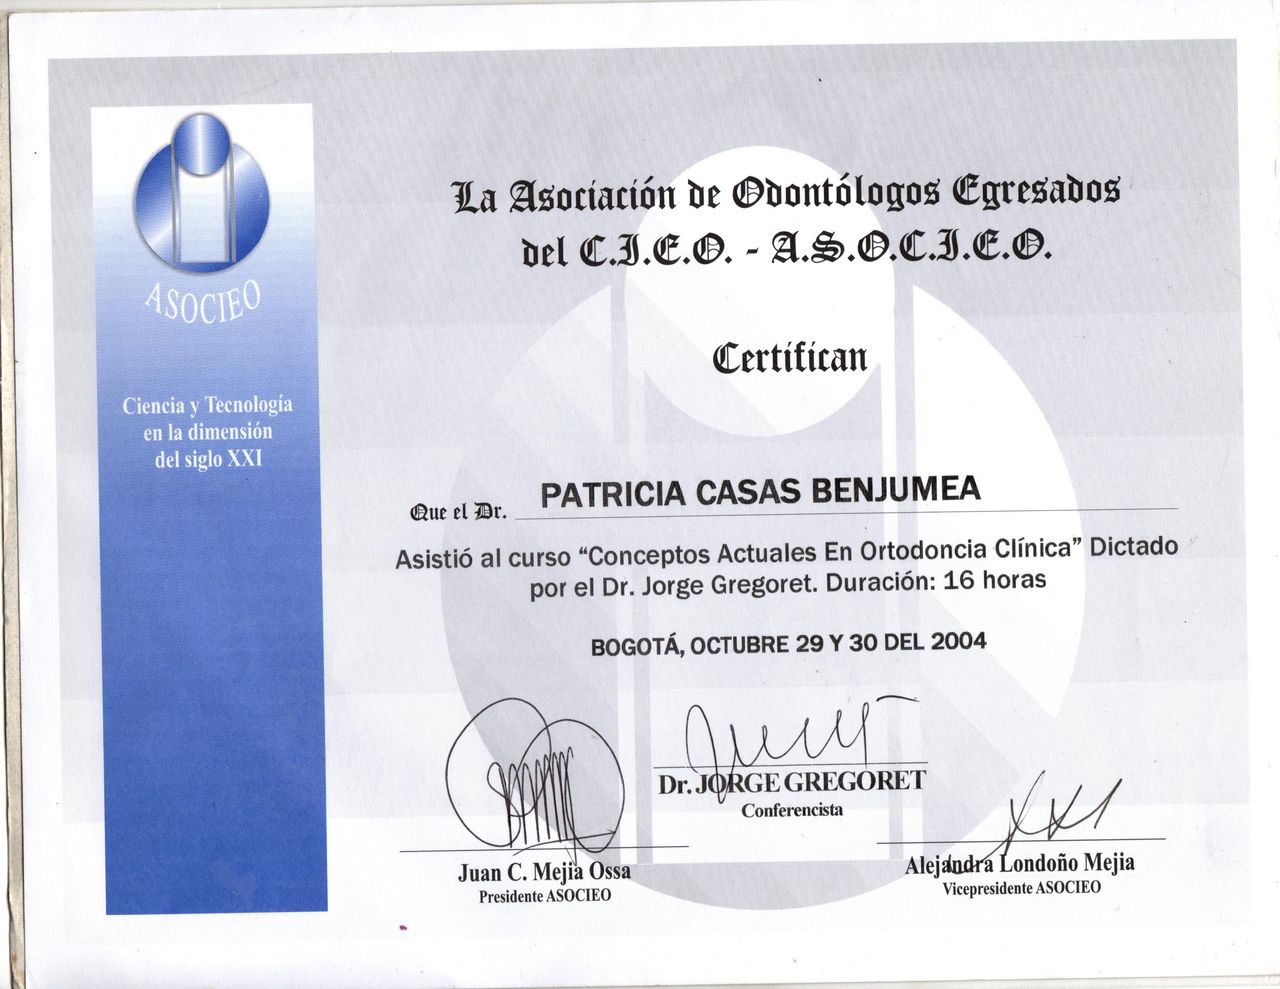 ASOCIEO
Ciencia y Tecnología
en la dimensión
del siglo XXI
La Asociación de Odontólogos Egresados
del C.I.E.O. - A.S.O.C.I.E.O.
Certifican
Que el Dr. PATRICIA CASAS BENJUMEA
Asistió al curso “Conceptos Actuales En Ortodoncia Clínica” Dictado
por el Dr. Jorge Gregoret. Duración: 16 horas
BOGOTÁ, OCTUBRE 29 Y 30 DEL 2004
Dr. JORGE GREGORET
Conferencista
Juan C. Mejia Ossa
Presidente ASOCIEO
Alejandra Londoño Mejia
Vicepresidente ASOCIEO